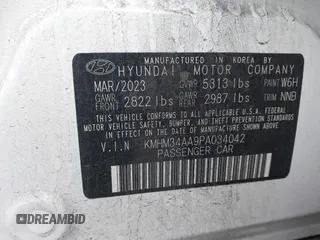 MANUFACTURED IN KOREA BY
HYUNDAI MOTOR COMPANY
MAR/2023 GVWR 5313 lbs PAINT W6H
GAWR FRONT 2822 lbs GAWR REAR 2987 lbs TRIM NNB
THIS VEHICLE CONFORMS TO ALL APPLICABLE U.S.A. FEDERAL
MOTOR VEHICLE SAFETY, BUMPER, AND THEFT PREVENTION
STANDARDS IN EFFECT ON THE DATE OF MANUFACTURE
SHOWN ABOVE.
V.I.N KMHM34AA9PA034042
PASSENGER CAR
DREAMBID